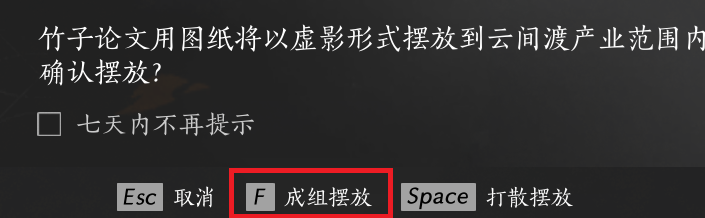 竹子论文用图纸将以虚影形式摆放到云间渡产业范围内
确认摆放?
七天内不再提示
Esc 取消 F 成组摆放 Space 打散摆放